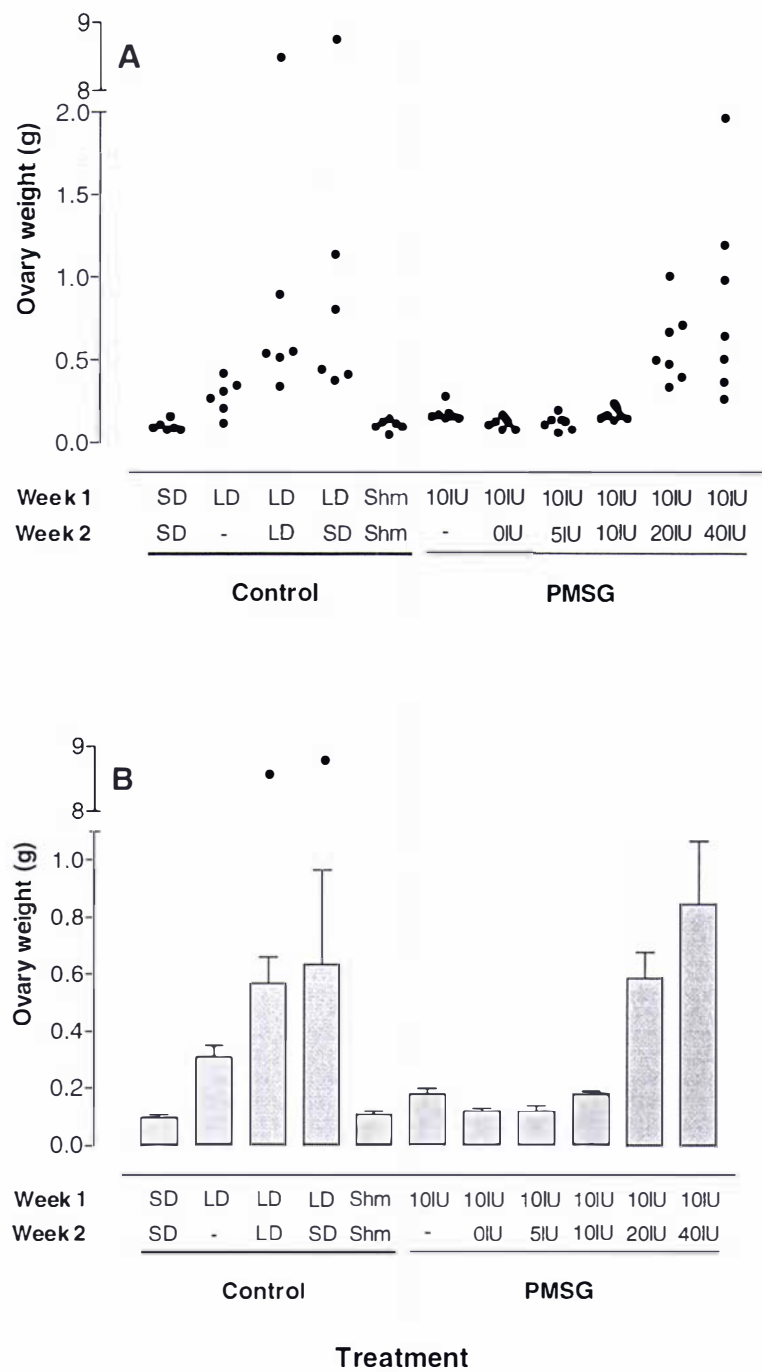 9
A
8
2.0
1.5
1.0
0.5
0.0
Ovary weight (g)
Week 1 SD LD LD LD Shm 10IU 10IU 10IU 10IU 10IU 10IU
Week 2 SD - LD SD Shm - 0IU 5IU 10IU 20IU 40IU
Control PMSG
9
B
8
1.0
0.8
0.6
0.4
0.2
0.0
Ovary weight (g)
Week 1 SD LD LD LD Shm 10IU 10IU 10IU 10IU 10IU 10IU
Week 2 SD - LD SD Shm - 0IU 5IU 10IU 20IU 40IU
Control PMSG
Treatment